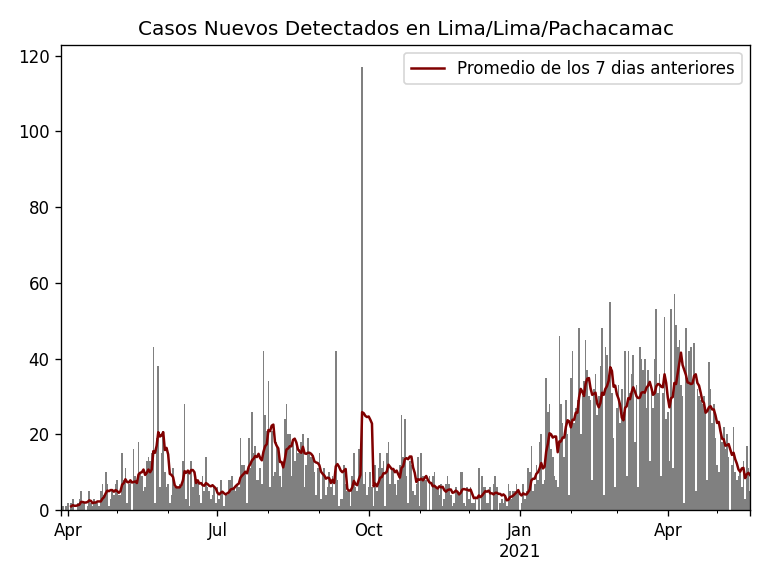 Casos Nuevos Detectados en Lima/Lima/Pachacamac
Promedio de los 7 dias anteriores
120
100
80
60
40
20
0
Apr Jul Oct Jan Apr
2021